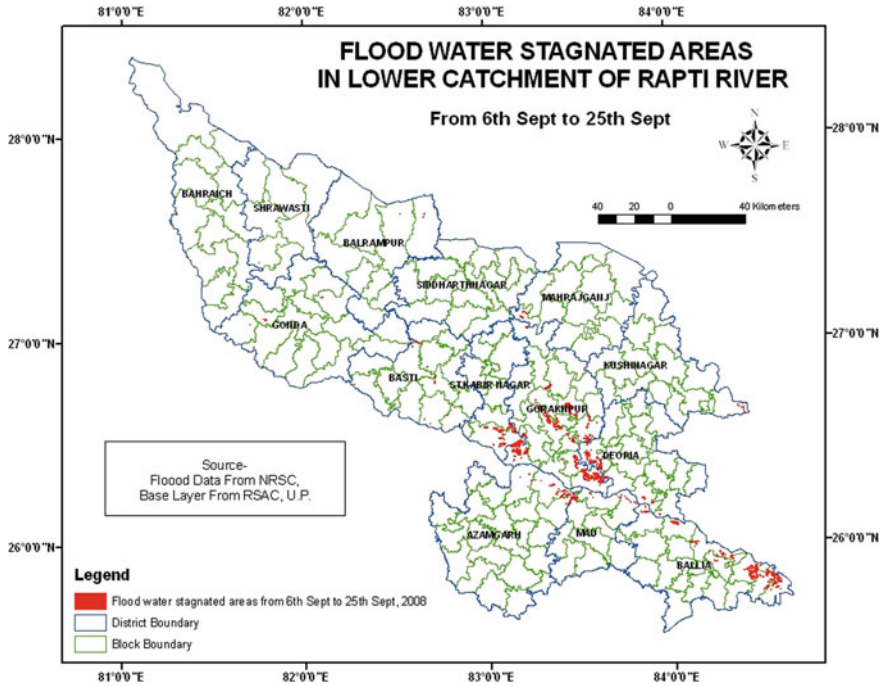 81°0'0"E 82°0'0"E 83°0'0"E 84°0'0"E
FLOOD WATER STAGNATED AREAS
IN LOWER CATCHMENT OF RAPTI RIVER
From 6th Sept to 25th Sept
N
W E
S
28°0'0"N 28°0'0"N
40 20 0 40 Kilometers
BAHRAICH
SHRAWASTI
BALRAMPUR
SIDDHARTHNAGAR
MAHRAJGANJ
GONDA
27°0'0"N 27°0'0"N
KUSHINAGAR
BASTI
ST.KABIR NAGAR
GORAKHPUR
DEORIA
Source-
Floood Data From NRSC,
Base Layer From RSAC, U.P.
AZAMGARH
MAU
BALLIA
26°0'0"N 26°0'0"N
Legend
Flood water stagnated areas from 6th Sept to 25th Sept, 2008
District Boundary
Block Boundary
81°0'0"E 82°0'0"E 83°0'0"E 84°0'0"E